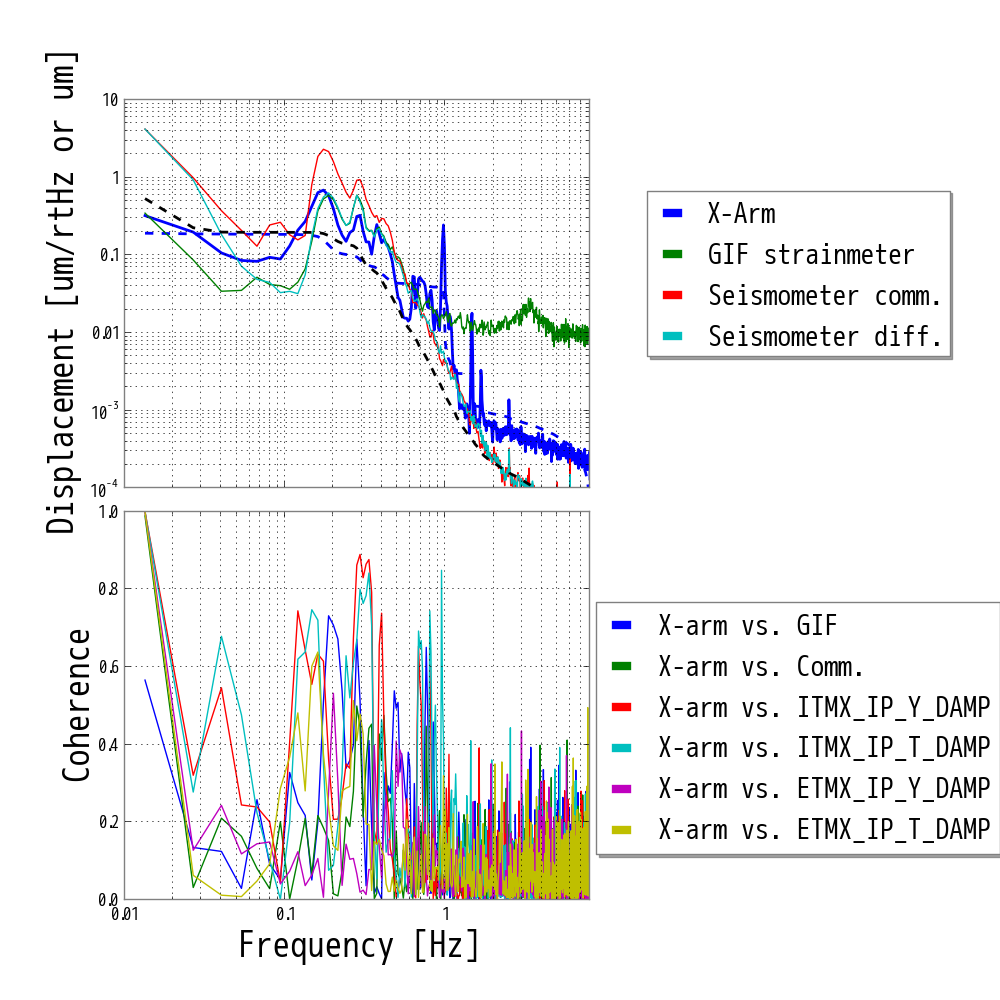 Displacement [um/rtHz or um]
10
1
0.1
0.01
10^-3
10^-4
X-Arm
GIF strainmeter
Seismometer comm.
Seismometer diff.
Coherence
1.0
0.8
0.6
0.4
0.2
0.0
0.01
0.1
1
Frequency [Hz]
X-arm vs. GIF
X-arm vs. Comm.
X-arm vs. ITMX_IP_Y_DAMP
X-arm vs. ITMX_IP_T_DAMP
X-arm vs. ETMX_IP_Y_DAMP
X-arm vs. ETMX_IP_T_DAMP